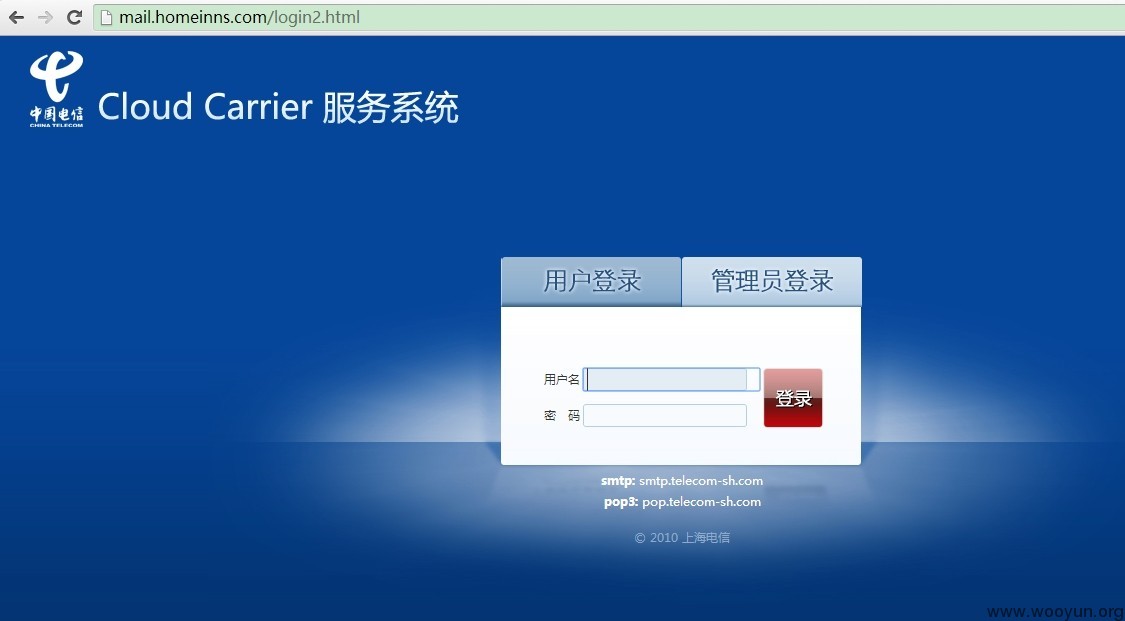 mail.homeinns.com/login2.html
中国电信
CHINA TELECOM
Cloud Carrier 服务系统
用户登录 管理员登录
用户名
密 码
登录
smtp: smtp.telecom-sh.com
pop3: pop.telecom-sh.com
© 2010 上海电信
www.wooyun.org